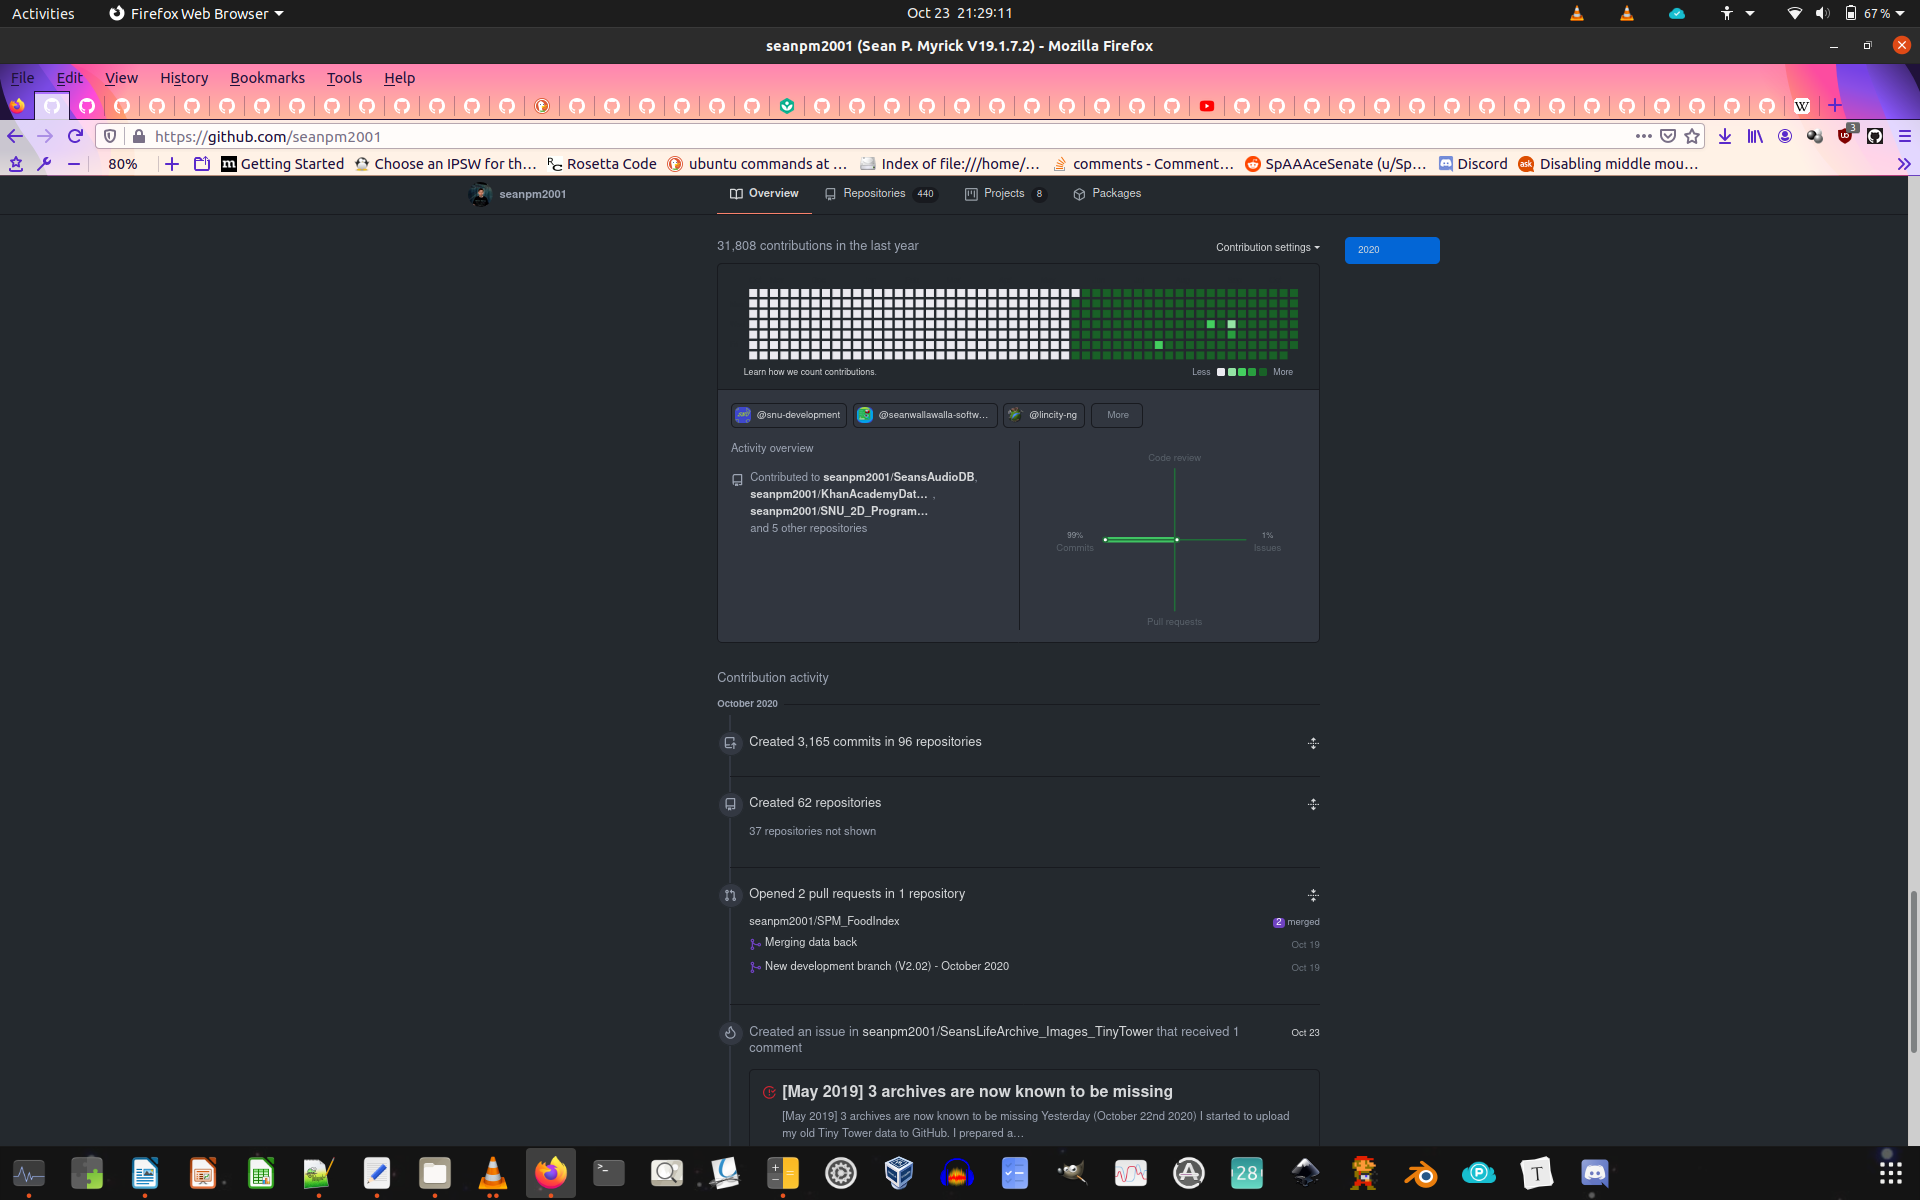 Activities
Firefox Web Browser
Oct 23 21:29:11
67 %
seanpm2001 (Sean P. Myrick V19.1.7.2) - Mozilla Firefox
File Edit View History Bookmarks Tools Help
W
https://github.com/seanpm2001
3
80%
Getting Started
Choose an IPSW for th…
Rosetta Code
ubuntu commands at …
Index of file:///home/…
comments - Comment…
SpAAAceSenate (u/Sp…
Discord
Disabling middle mou…
seanpm2001
Overview
Repositories 440
Projects 8
Packages
31,808 contributions in the last year
Contribution settings
2020
Learn how we count contributions.
Less
More
@snu-development
@seanwallawalla-softw…
@lincity-ng
More
Activity overview
Contributed to seanpm2001/SeansAudioDB,
seanpm2001/KhanAcademyDat… ,
seanpm2001/SNU_2D_Program…
and 5 other repositories
Code review
99%
Commits
1%
Issues
Pull requests
Contribution activity
October 2020
Created 3,165 commits in 96 repositories
Created 62 repositories
37 repositories not shown
Opened 2 pull requests in 1 repository
seanpm2001/SPM_FoodIndex
2 merged
Merging data back
Oct 19
New development branch (V2.02) - October 2020
Oct 19
Created an issue in seanpm2001/SeansLifeArchive_Images_TinyTower that received 1
comment
Oct 23
[May 2019] 3 archives are now known to be missing
[May 2019] 3 archives are now known to be missing Yesterday (October 22nd 2020) I started to upload
my old Tiny Tower data to GitHub. I prepared a…
28
T